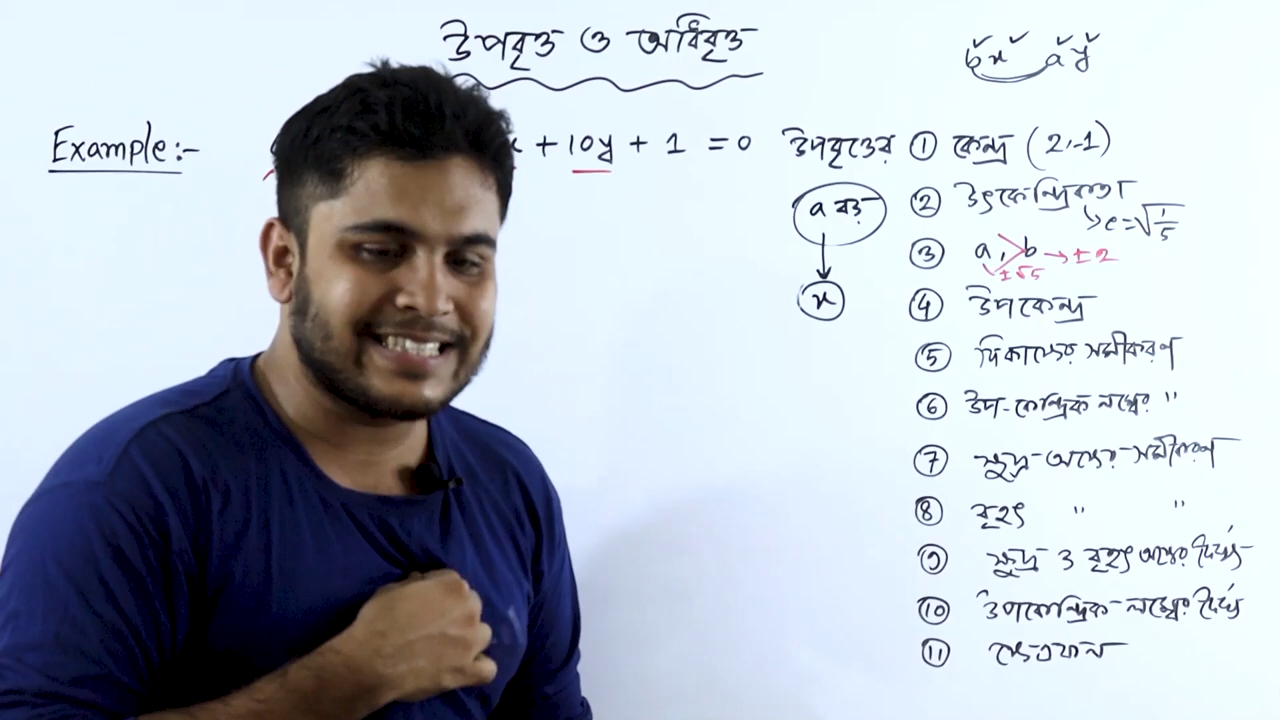 উপবৃত্ত ও অধিবৃত্ত
bx ay
Example:- x + 10y + 1 = 0
উপবৃত্তের ① কেন্দ্র (2,-1)
a বড়
x
② উৎকেন্দ্রিকতা
↳ e = √1/5
③ a, b → ±2
±√5
④ উপকেন্দ্র
⑤ দিকাক্ষের সমীকরণ
⑥ উপ-কেন্দ্রিক লম্বের "
⑦ ক্ষুদ্র-অক্ষের-সমীকরণ
⑧ বৃহৎ " "
⑨ ক্ষুদ্র ও বৃহৎ অক্ষের দৈর্ঘ্য
⑩ উপকেন্দ্রিক-লম্বের দৈর্ঘ্য
⑪ ক্ষেত্রফল